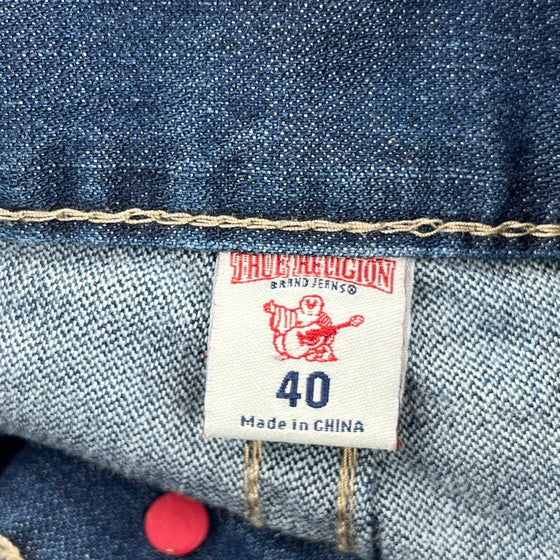 TRUE RELIGION
BRAND JEANS®
40
Made in CHINA